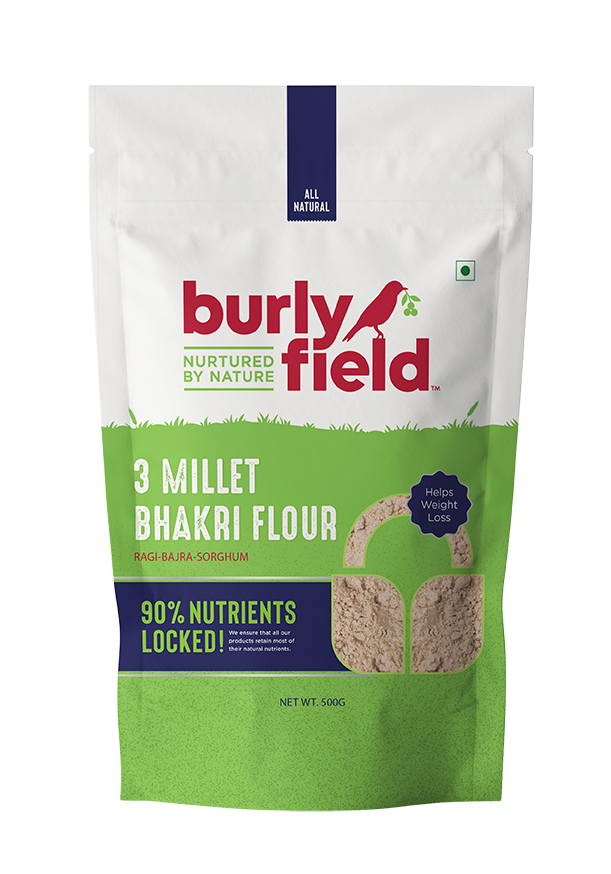 ALL
NATURAL
burly
NURTURED
BY NATURE
field
TM
3 MILLET
BHAKRI FLOUR
RAGI-BAJRA-SORGHUM
Helps
Weight
Loss
90% NUTRIENTS
LOCKED!
We ensure that all our
products retain most of
their natural nutrients.
NET WT. 500G